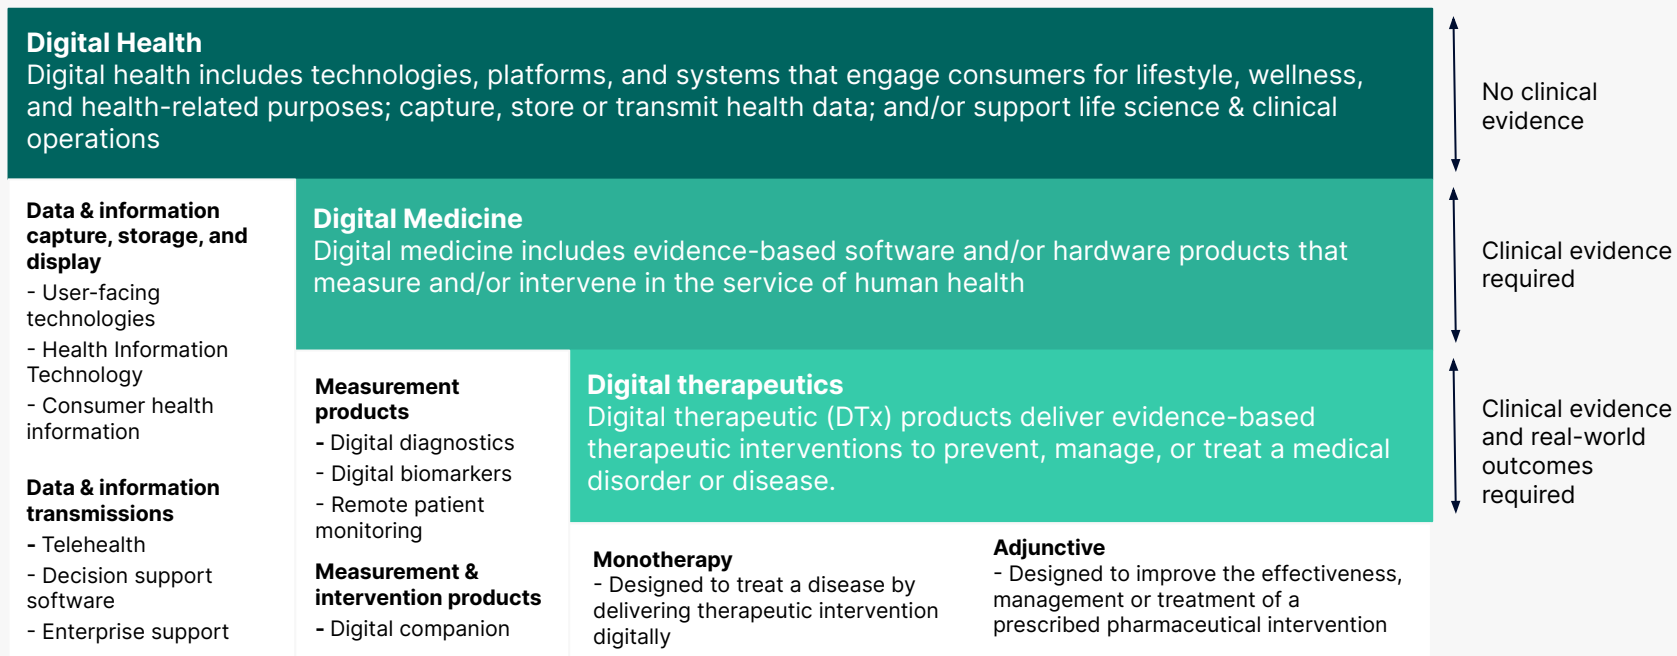 Digital Health
Digital health includes technologies, platforms, and systems that engage consumers for lifestyle, wellness,
and health-related purposes; capture, store or transmit health data; and/or support life science & clinical
operations
No clinical
evidence
Data & information
capture, storage, and
display
- User-facing
technologies
- Health Information
Technology
- Consumer health
information
Data & information
transmissions
- Telehealth
- Decision support
software
- Enterprise support
Digital Medicine
Digital medicine includes evidence-based software and/or hardware products that
measure and/or intervene in the service of human health
Clinical evidence
required
Measurement
products
- Digital diagnostics
- Digital biomarkers
- Remote patient
monitoring
Measurement &
intervention products
- Digital companion
Digital therapeutics
Digital therapeutic (DTx) products deliver evidence-based
therapeutic interventions to prevent, manage, or treat a medical
disorder or disease.
Clinical evidence
and real-world
outcomes
required
Monotherapy
- Designed to treat a disease by
delivering therapeutic intervention
digitally
Adjunctive
- Designed to improve the effectiveness,
management or treatment of a
prescribed pharmaceutical intervention